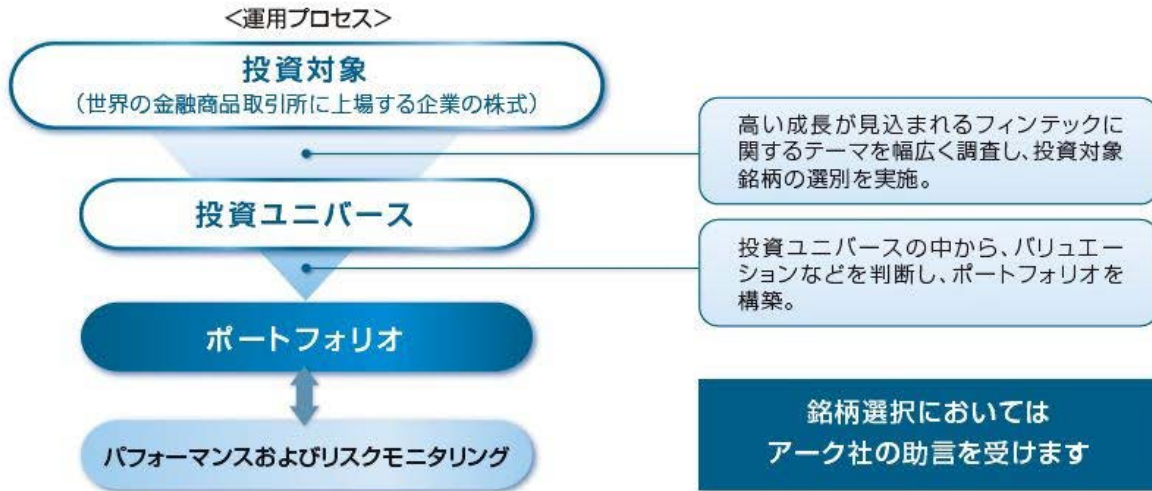 ＜運用プロセス＞
投資対象
（世界の金融商品取引所に上場する企業の株式）
高い成長が見込まれるフィンテックに
関するテーマを幅広く調査し、投資対象
銘柄の選別を実施。
投資ユニバース
投資ユニバースの中から、バリュエー
ションなどを判断し、ポートフォリオを
構築。
ポートフォリオ
パフォーマンスおよびリスクモニタリング
銘柄選択においては
アーク社の助言を受けます